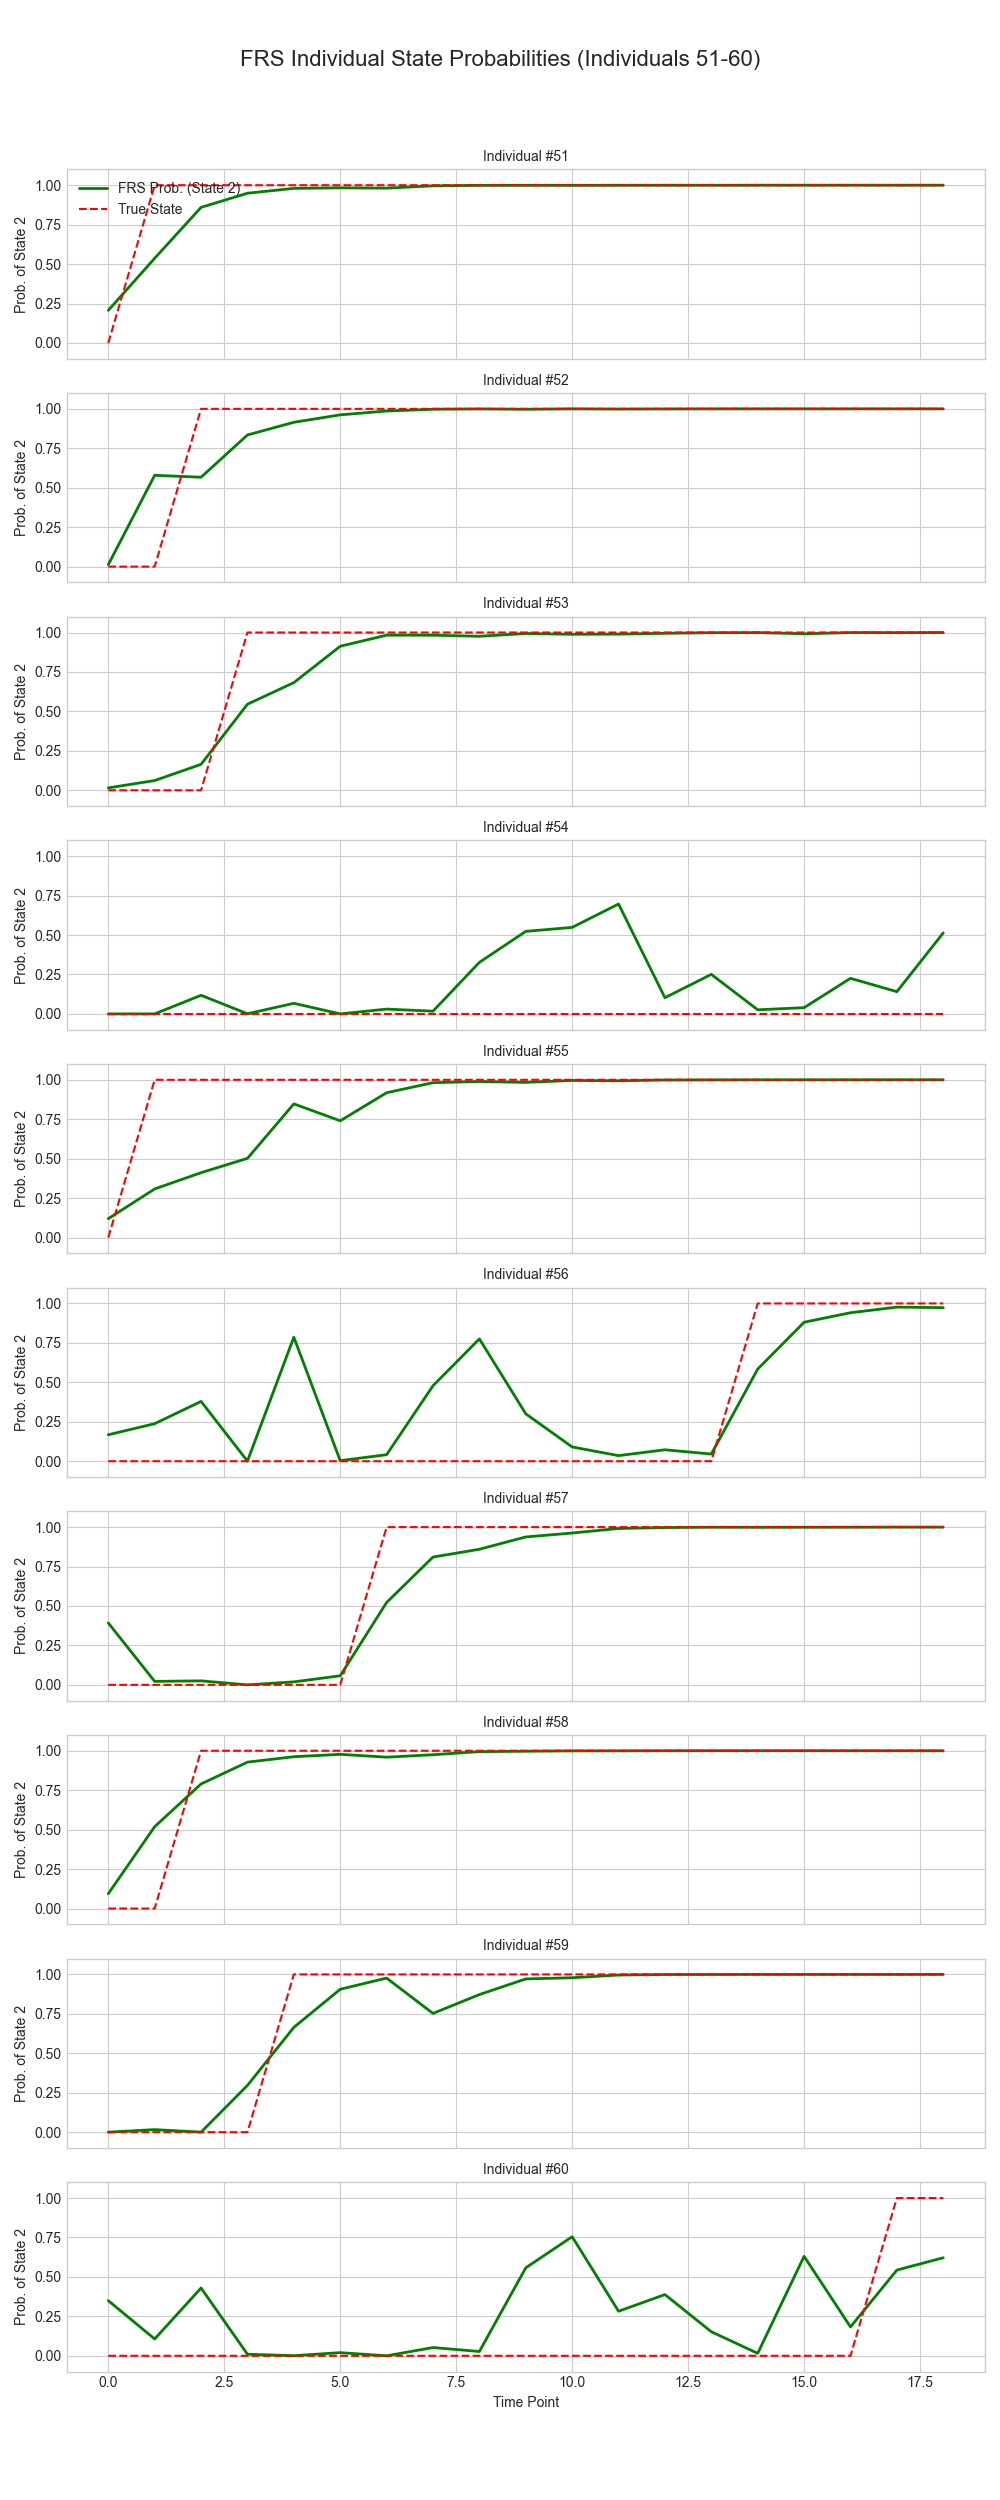 FRS Individual State Probabilities (Individuals 51-60)
Individual #51
FRS Prob. (State 2)
True State
Prob. of State 2
1.00
0.75
0.50
0.25
0.00
Individual #52
Prob. of State 2
1.00
0.75
0.50
0.25
0.00
Individual #53
Prob. of State 2
1.00
0.75
0.50
0.25
0.00
Individual #54
Prob. of State 2
1.00
0.75
0.50
0.25
0.00
Individual #55
Prob. of State 2
1.00
0.75
0.50
0.25
0.00
Individual #56
Prob. of State 2
1.00
0.75
0.50
0.25
0.00
Individual #57
Prob. of State 2
1.00
0.75
0.50
0.25
0.00
Individual #58
Prob. of State 2
1.00
0.75
0.50
0.25
0.00
Individual #59
Prob. of State 2
1.00
0.75
0.50
0.25
0.00
Individual #60
Prob. of State 2
1.00
0.75
0.50
0.25
0.00
0.0 2.5 5.0 7.5 10.0 12.5 15.0 17.5
Time Point